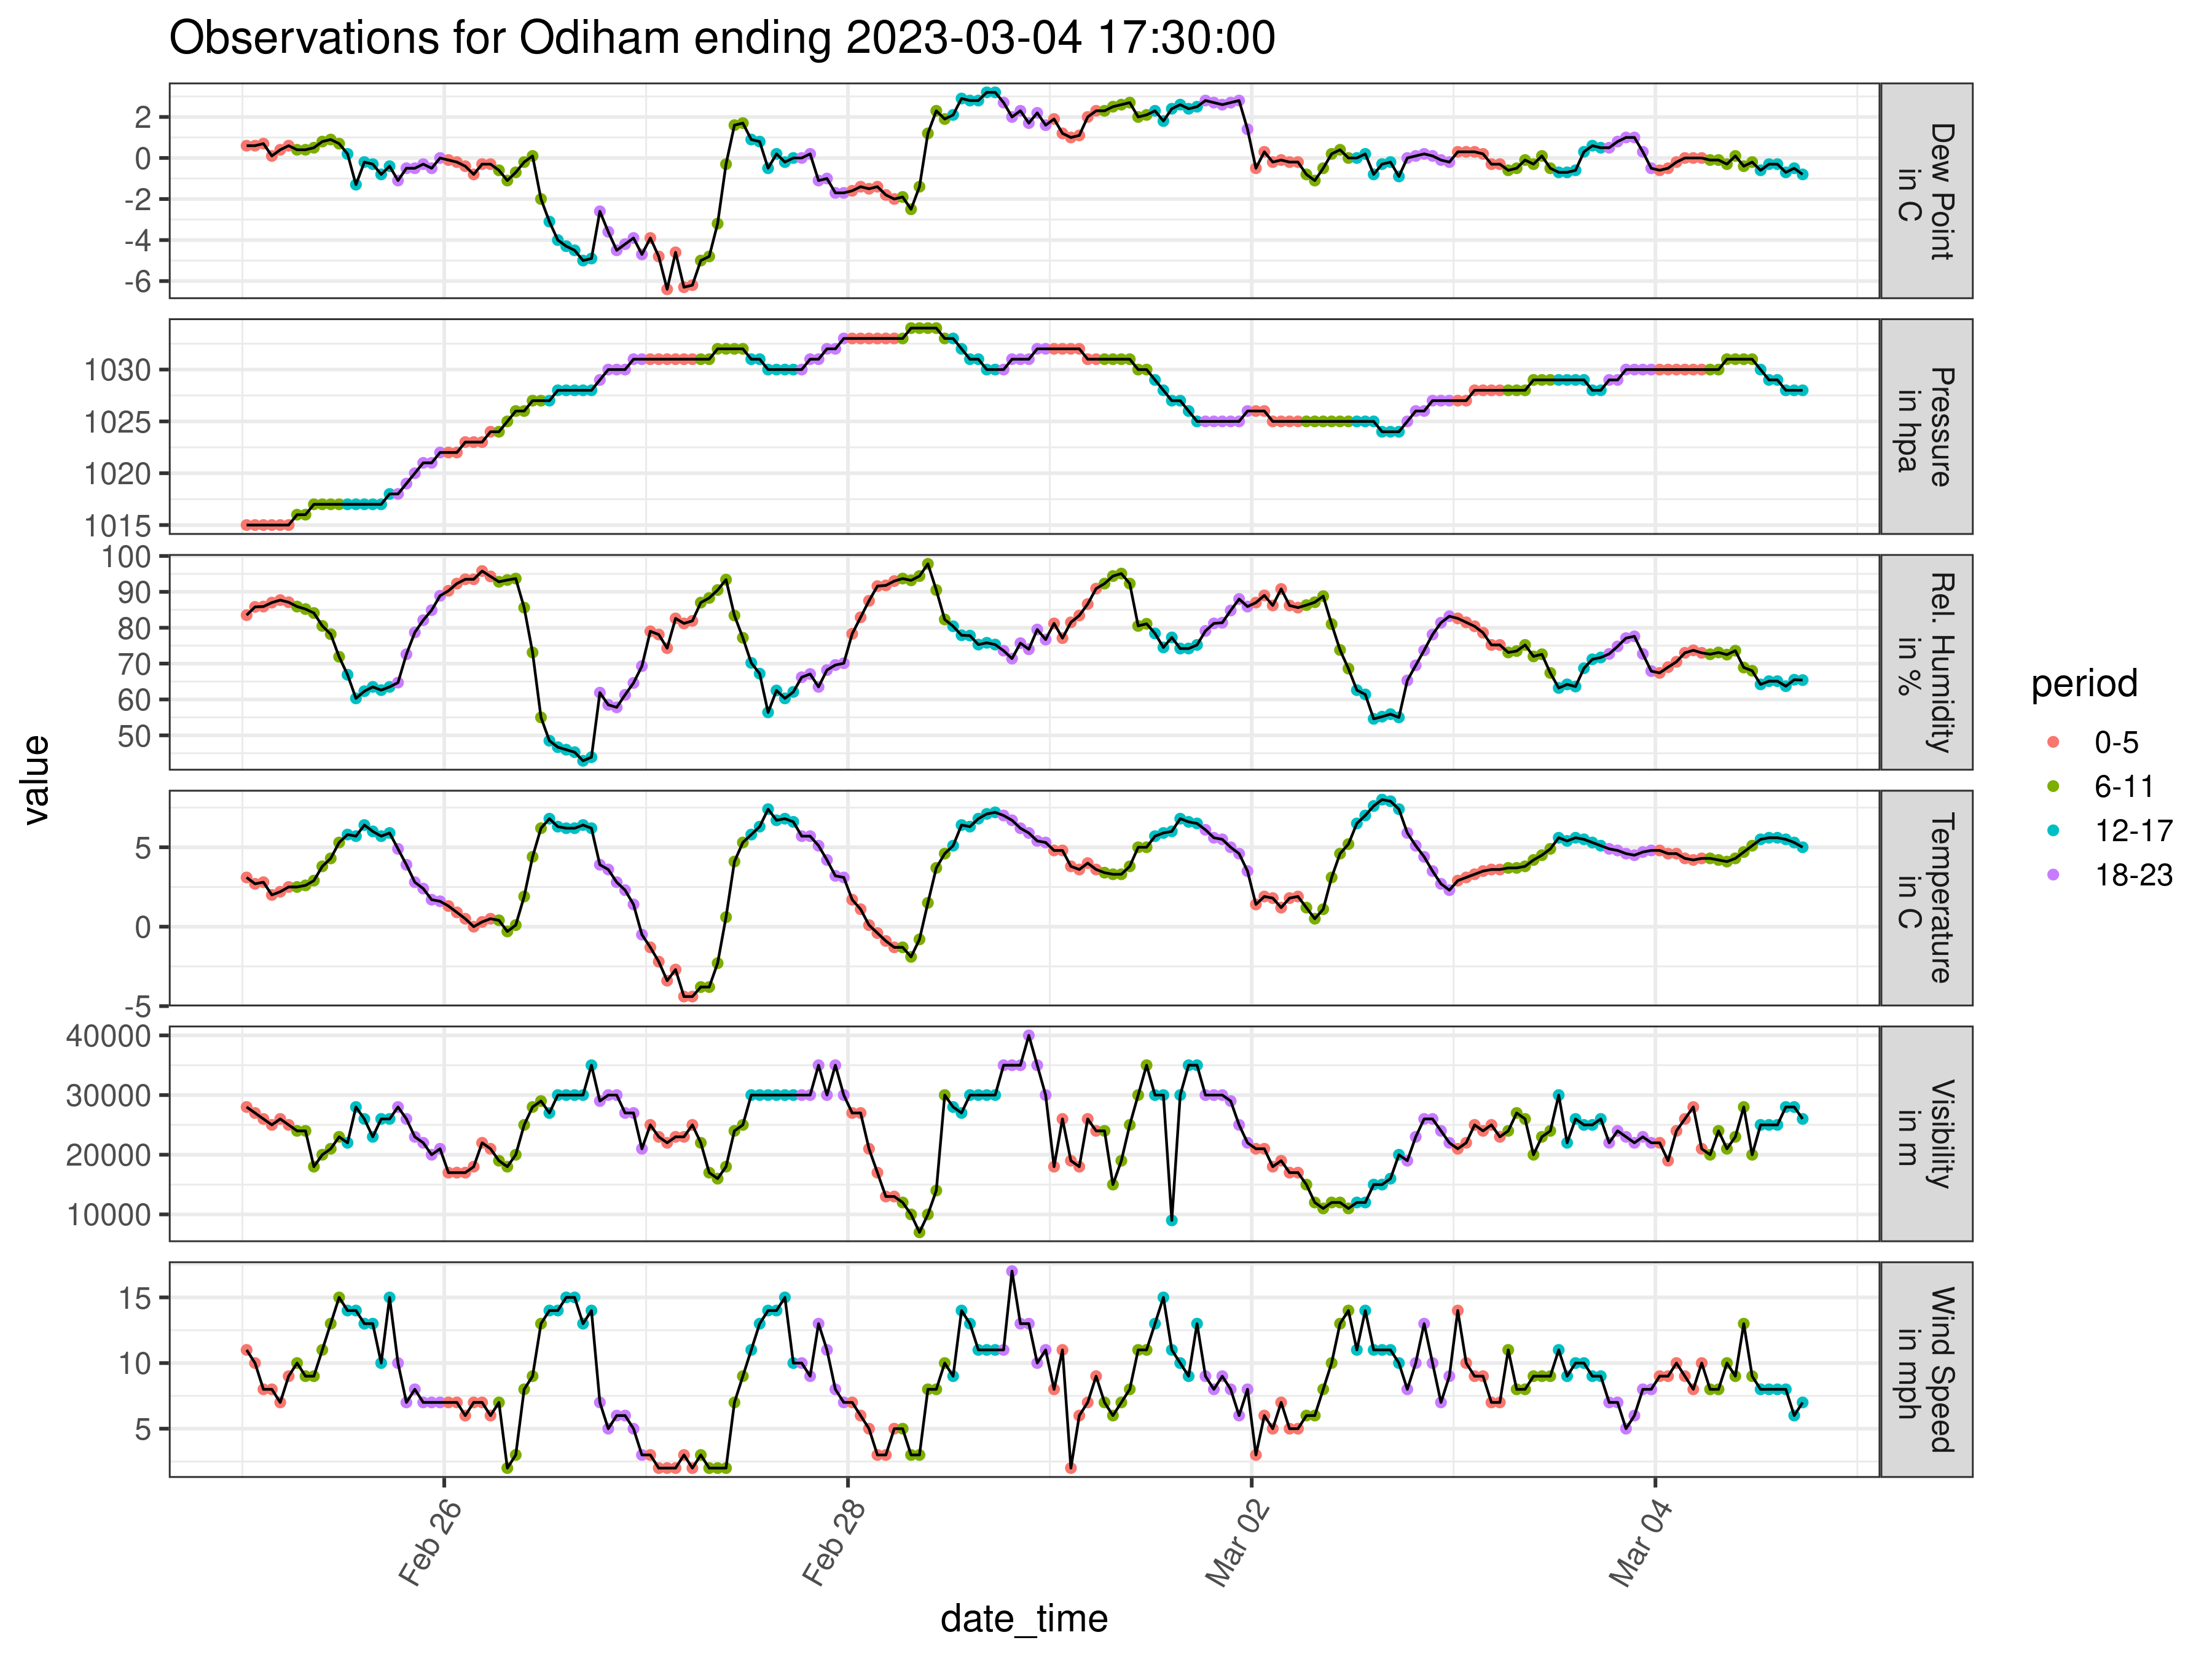 Observations for Odiham ending 2023-03-04 17:30:00
value
2
0
-2
-4
-6
Dew Point
in C
1030
1025
1020
1015
Pressure
in hpa
100
90
80
70
60
50
Rel. Humidity
in %
5
0
-5
Temperature
in C
40000
30000
20000
10000
Visibility
in m
15
10
5
Wind Speed
in mph
Feb 26
Feb 28
Mar 02
Mar 04
date_time
period
0-5
6-11
12-17
18-23